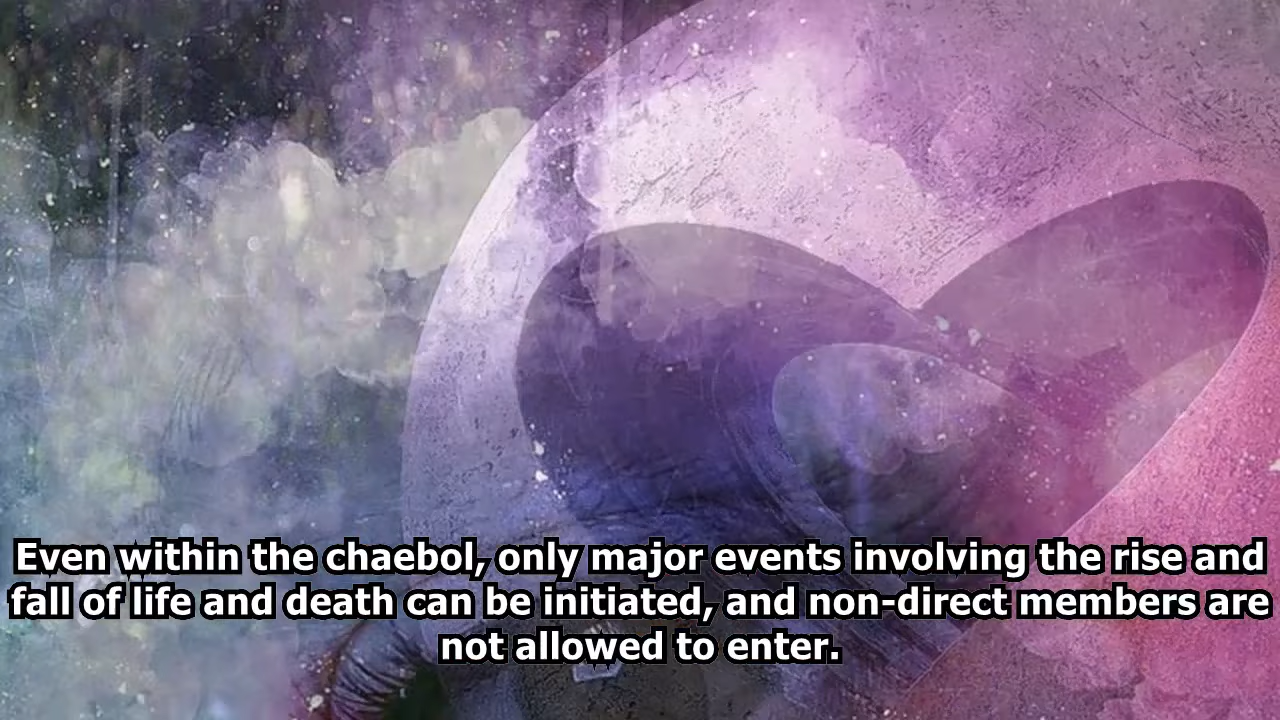 Even within the chaebol, only major events involving the rise and
fall of life and death can be initiated, and non-direct members are
not allowed to enter.